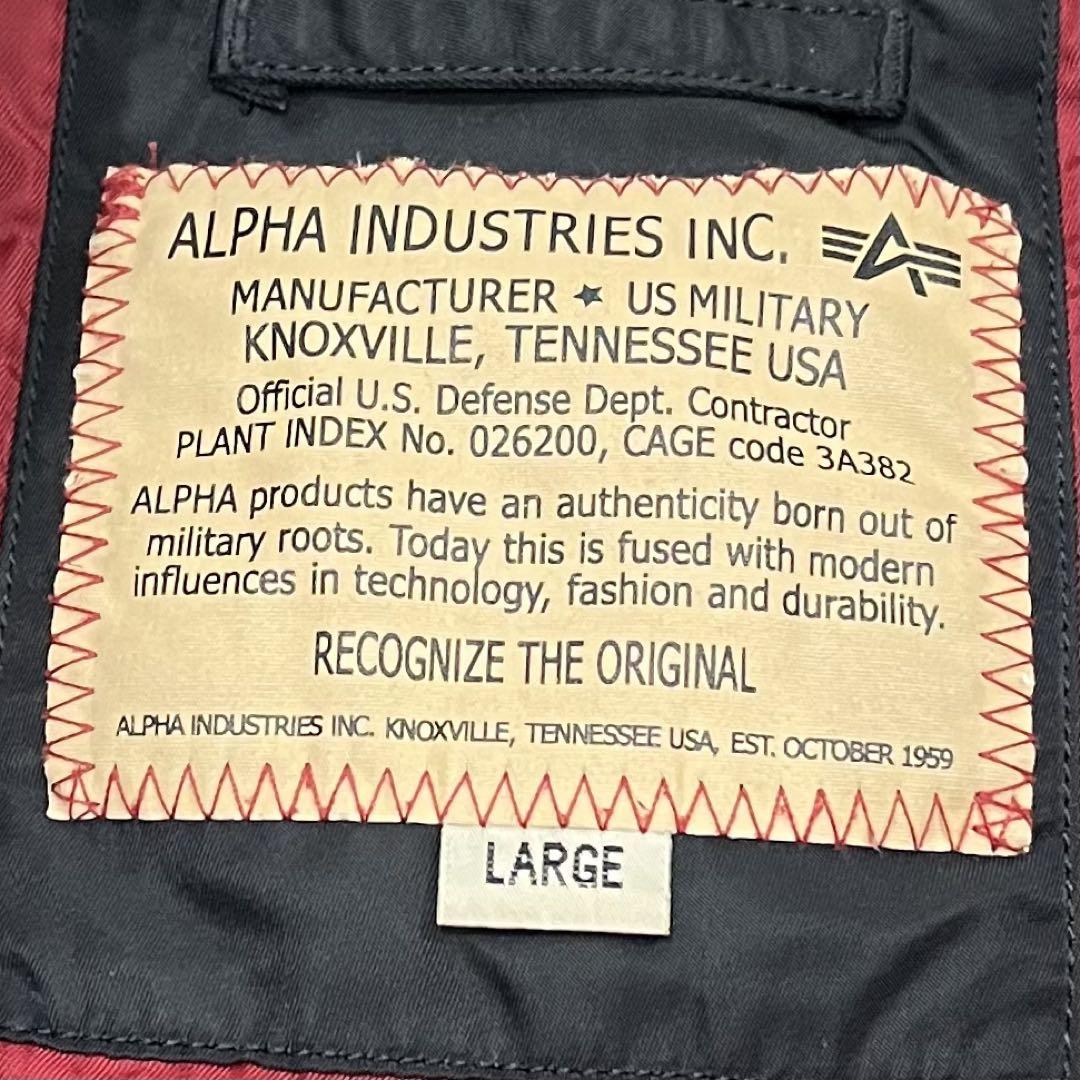 ALPHA INDUSTRIES INC.
MANUFACTURER ★ US MILITARY
KNOXVILLE, TENNESSEE USA
Official U.S. Defense Dept. Contractor
PLANT INDEX No. 026200, CAGE code 3A382
ALPHA products have an authenticity born out of
military roots. Today this is fused with modern
influences in technology, fashion and durability.
RECOGNIZE THE ORIGINAL
ALPHA INDUSTRIES INC. KNOXVILLE, TENNESSEE USA, EST. OCTOBER 1959
LARGE